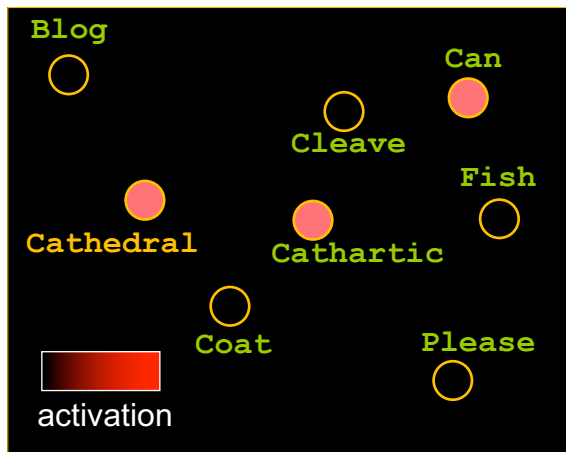 Blog
Can
Cleave
Fish
Cathedral
Cathartic
Coat
Please
activation